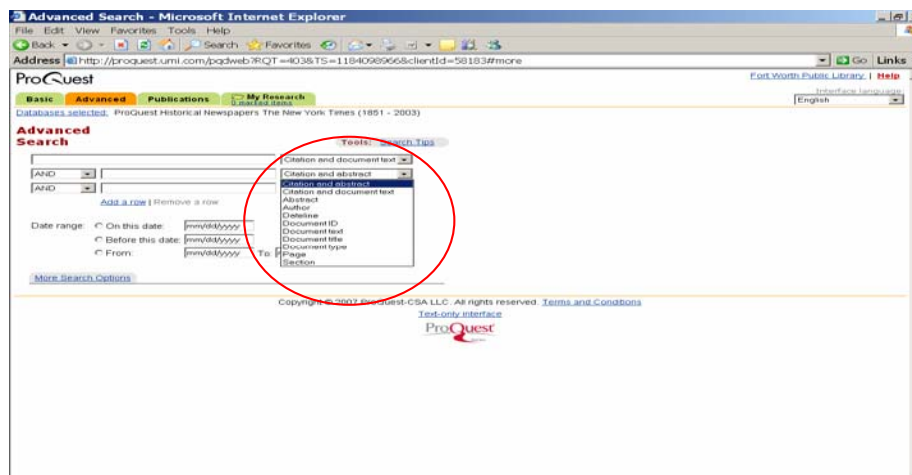 Advanced Search - Microsoft Internet Explorer
File Edit View Favorites Tools Help
Back Search Favorites
Address http://proquest.umi.com/pqdweb?RQT=403&TS=1184098966&clientId=58183#more Go Links
ProQuest
Fort Worth Public Library | Help
Basic Advanced Publications My Research
0 marked items
Interface language:
English
Databases selected: ProQuest Historical Newspapers The New York Times (1851 - 2003)
Advanced
Search
Tools: Search Tips
Citation and document text
AND Citation and abstract
AND
Citation and abstract
Citation and document text
Abstract
Author
Dateline
Document ID
Document text
Document title
Document type
Page
Section
Add a row | Remove a row
Date range: On this date: mm/dd/yyyy
Before this date: mm/dd/yyyy
From: mm/dd/yyyy To:
More Search Options
Copyright © 2007 ProQuest-CSA LLC. All rights reserved. Terms and Conditions
Text-only interface
ProQuest